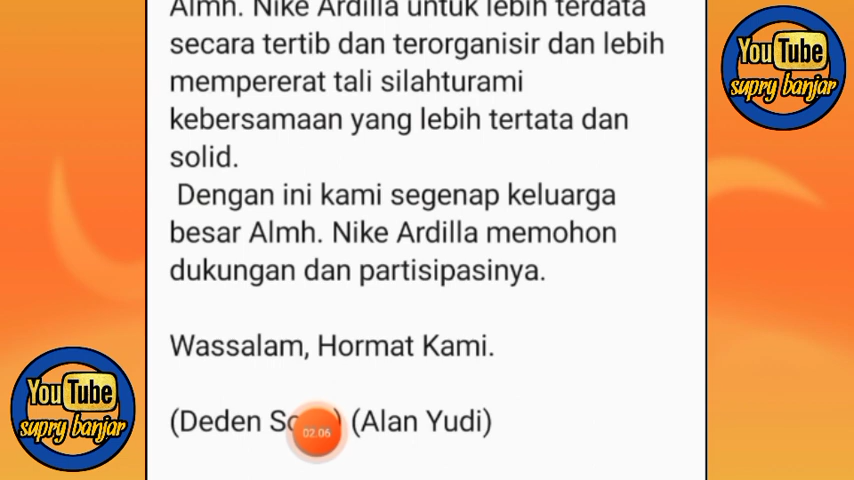 Almh. Nike Ardilla untuk lebih terdata
secara tertib dan terorganisir dan lebih
mempererat tali silahturami
kebersamaan yang lebih tertata dan
solid.
Dengan ini kami segenap keluarga
besar Almh. Nike Ardilla memohon
dukungan dan partisipasinya.
Wassalam, Hormat Kami.
(Deden (Alan Yudi)
02.06
YouTube
supry banjar
YouTube
supry banjar